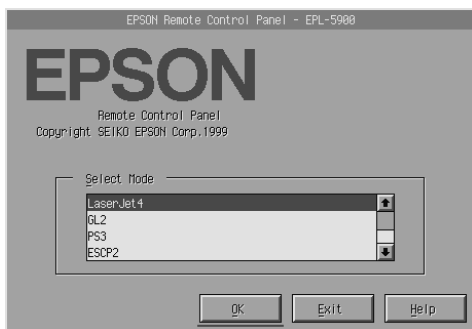 EPSON Remote Control Panel - EPL-5900
EPSON
Remote Control Panel
Copyright SEIKO EPSON Corp.1999
Select Mode
LaserJet4
GL2
PS3
ESCP2
OK Exit Help